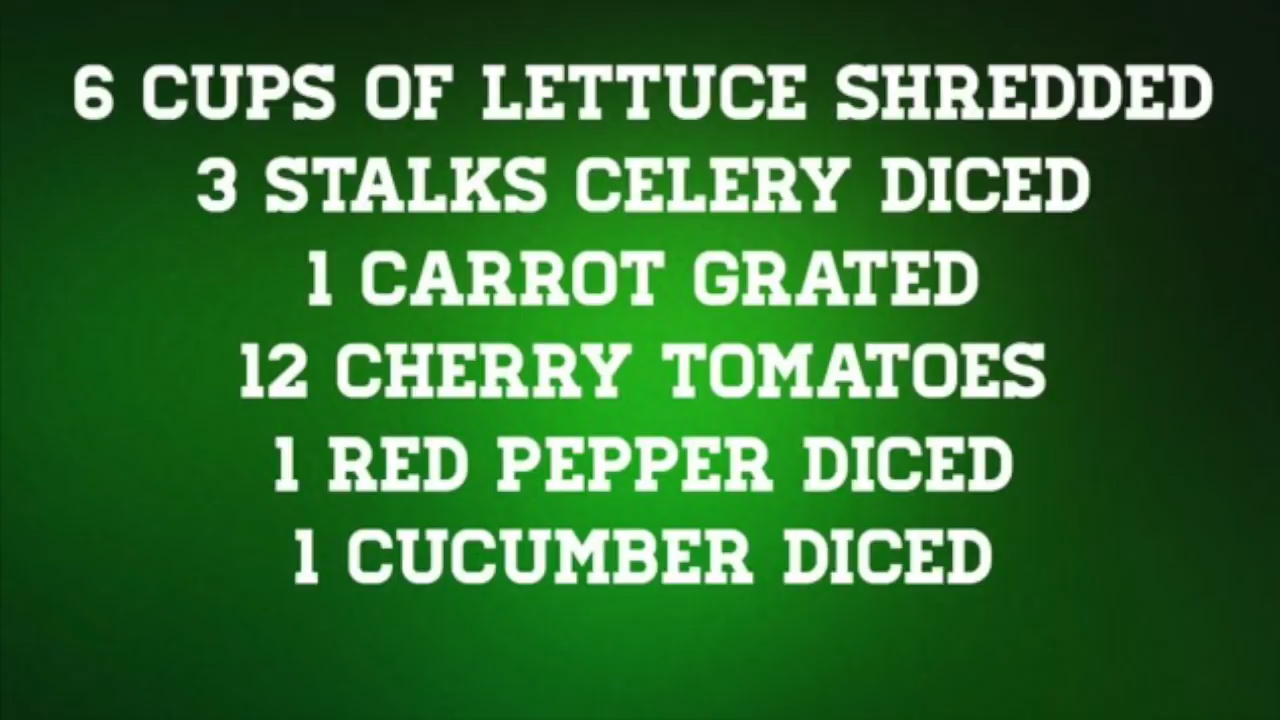 6 CUPS OF LETTUCE SHREDDED
3 STALKS CELERY DICED
1 CARROT GRATED
12 CHERRY TOMATOES
1 RED PEPPER DICED
1 CUCUMBER DICED